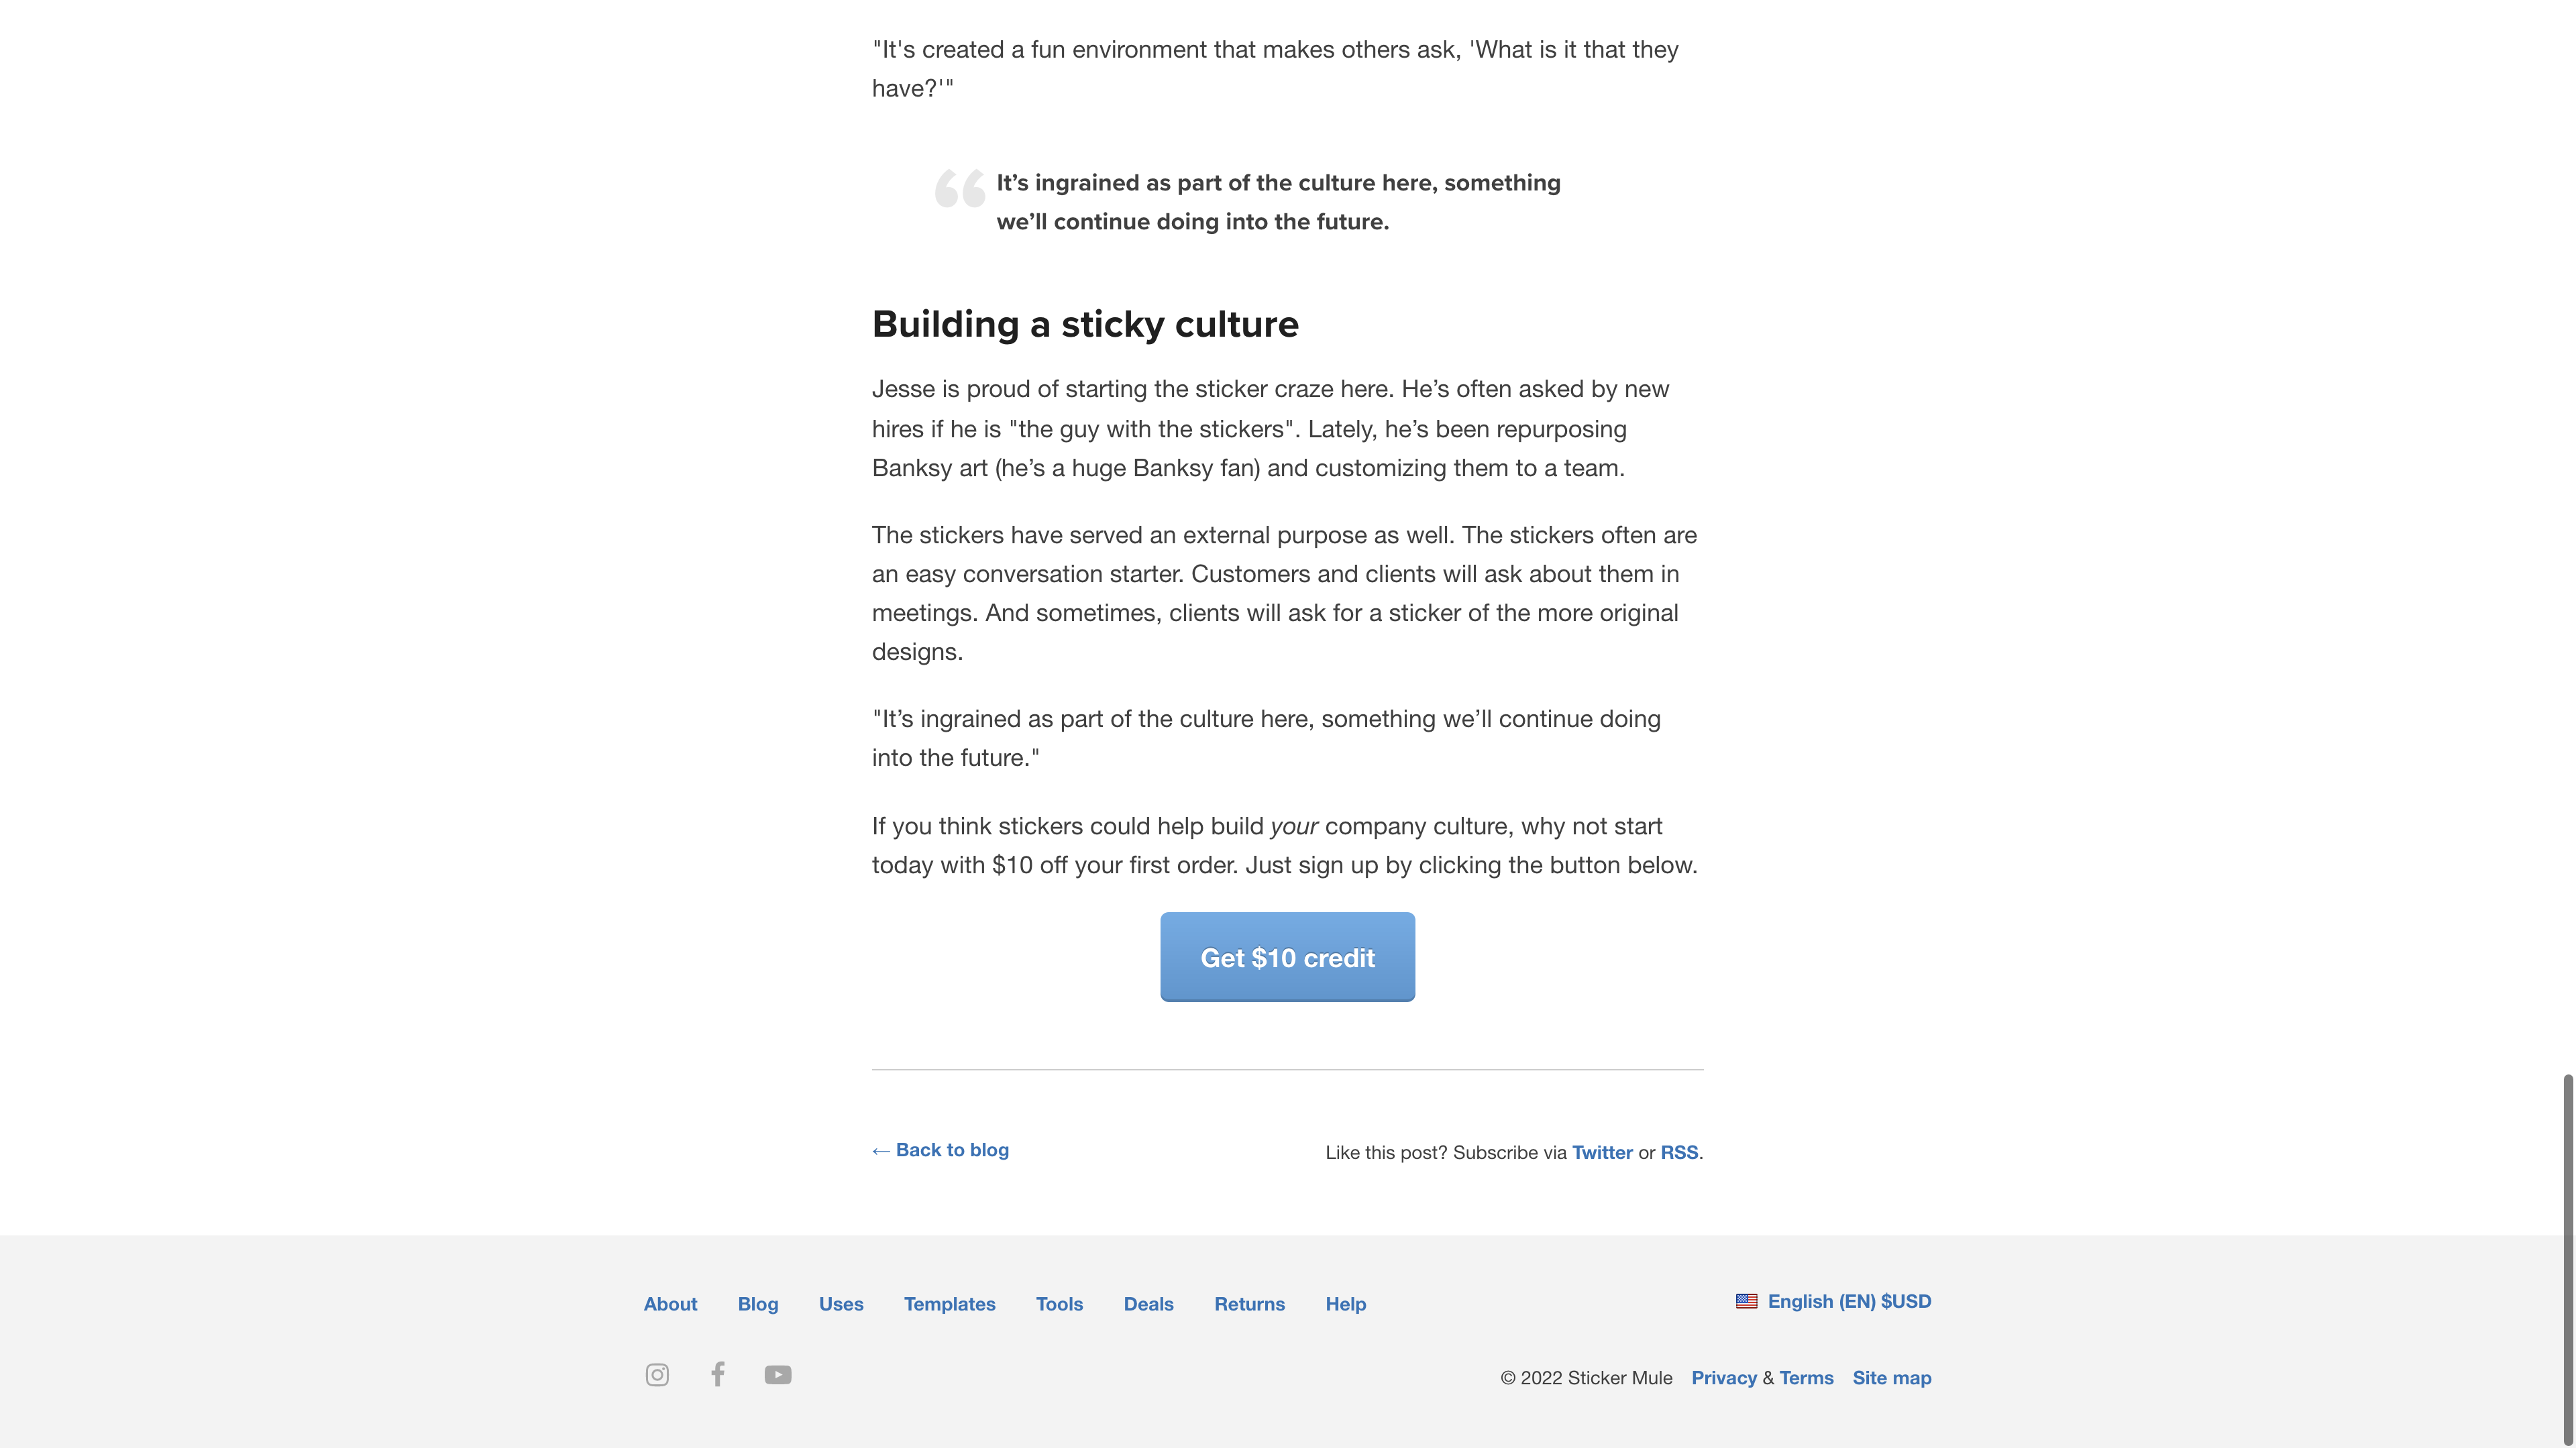 "It's created a fun environment that makes others ask, 'What is it that they
have?'"
It’s ingrained as part of the culture here, something
we’ll continue doing into the future.
Building a sticky culture
Jesse is proud of starting the sticker craze here. He’s often asked by new
hires if he is "the guy with the stickers". Lately, he’s been repurposing
Banksy art (he’s a huge Banksy fan) and customizing them to a team.
The stickers have served an external purpose as well. The stickers often are
an easy conversation starter. Customers and clients will ask about them in
meetings. And sometimes, clients will ask for a sticker of the more original
designs.
"It’s ingrained as part of the culture here, something we’ll continue doing
into the future."
If you think stickers could help build your company culture, why not start
today with $10 off your first order. Just sign up by clicking the button below.
Get $10 credit
← Back to blog
Like this post? Subscribe via Twitter or RSS.
About Blog Uses Templates Tools Deals Returns Help
English (EN) $USD
© 2022 Sticker Mule Privacy & Terms Site map